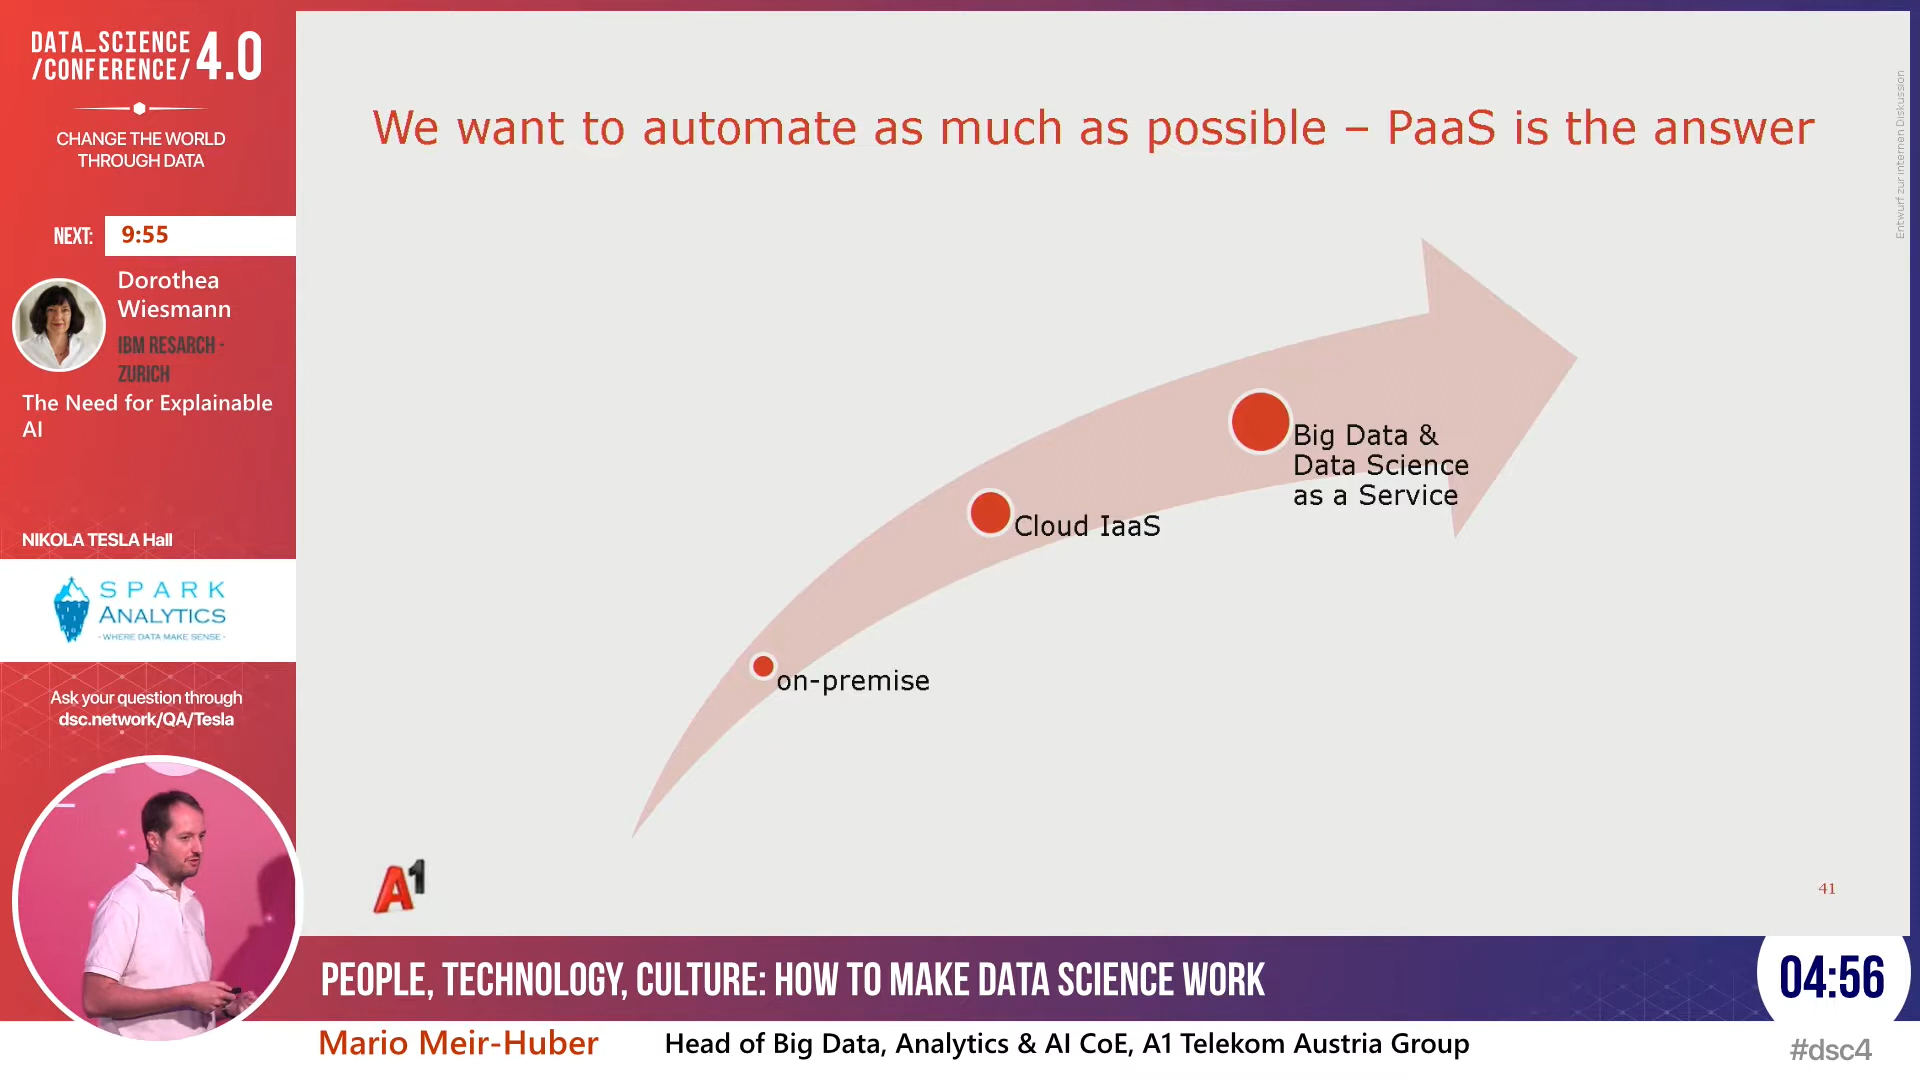 DATA_SCIENCE
/CONFERENCE/ 4.0
CHANGE THE WORLD
THROUGH DATA
NEXT:
9:55
Dorothea
Wiesmann
IBM RESARCH -
ZURICH
The Need for Explainable
AI
NIKOLA TESLA Hall
SPARK
ANALYTICS
- WHERE DATA MAKE SENSE -
Ask your question through
dsc.network/QA/Tesla
We want to automate as much as possible – PaaS is the answer
Entwurf zur internen Diskussion
Big Data &
Data Science
as a Service
Cloud IaaS
on-premise
A1
41
PEOPLE, TECHNOLOGY, CULTURE: HOW TO MAKE DATA SCIENCE WORK
04:56
Mario Meir-Huber
Head of Big Data, Analytics & AI CoE, A1 Telekom Austria Group
#dsc4